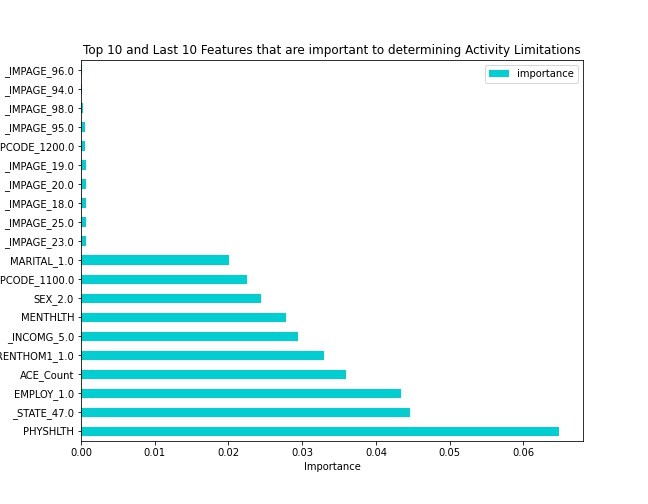 Top 10 and Last 10 Features that are important to determining Activity Limitations
importance
_IMPAGE_96.0
_IMPAGE_94.0
_IMPAGE_98.0
_IMPAGE_95.0
PCODE_1200.0
_IMPAGE_19.0
_IMPAGE_20.0
_IMPAGE_18.0
_IMPAGE_25.0
_IMPAGE_23.0
MARITAL_1.0
PCODE_1100.0
SEX_2.0
MENTHLTH
_INCOMG_5.0
RENTHOM1_1.0
ACE_Count
EMPLOY_1.0
_STATE_47.0
PHYSHLTH
0.00 0.01 0.02 0.03 0.04 0.05 0.06
Importance